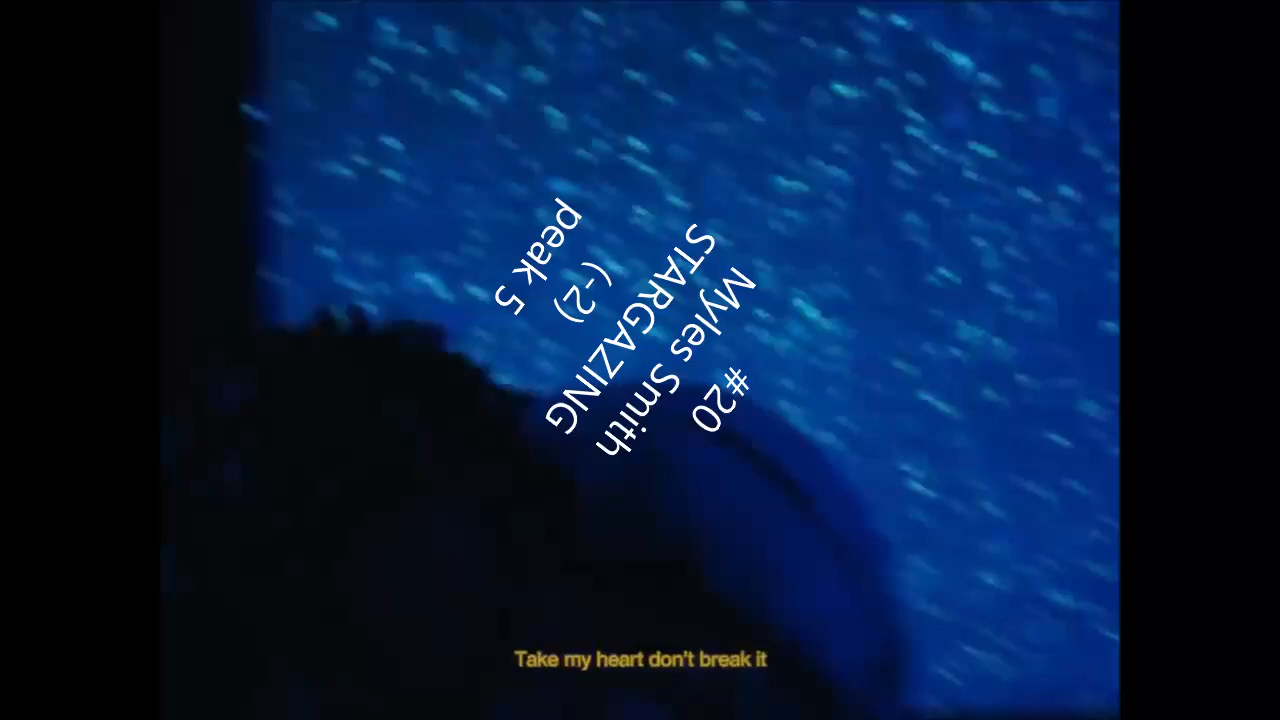 #20
Myles Smith
STARGAZING
(-2)
peak 5
Take my heart don't break it